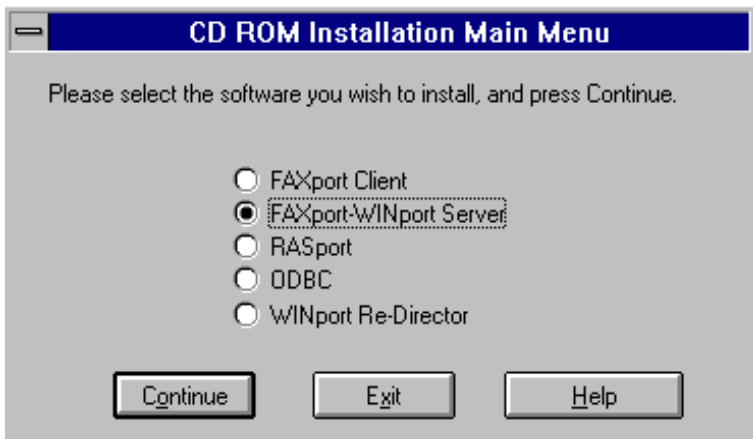 CD ROM Installation Main Menu
Please select the software you wish to install, and press Continue.
FAXport Client
FAXport-WINport Server
RASport
ODBC
WINport Re-Director
Continue Exit Help